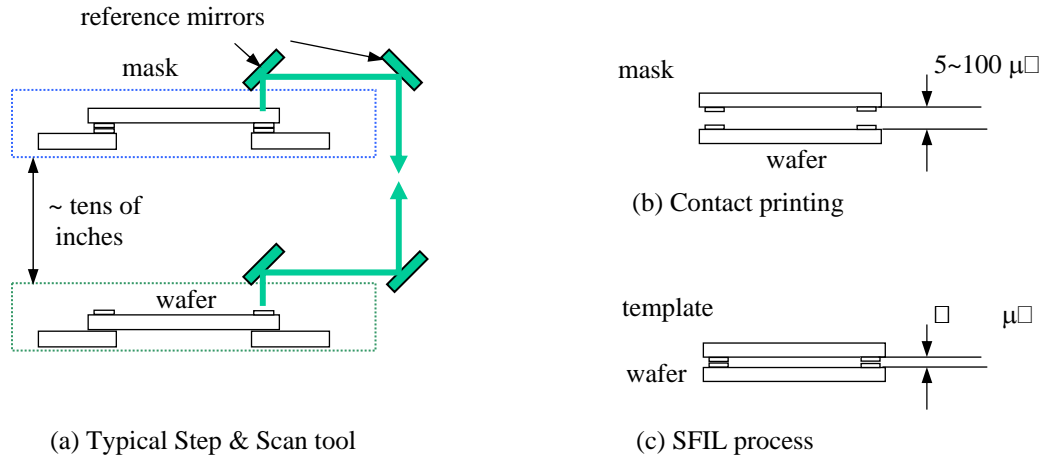 reference mirrors
mask
~ tens of
inches
wafer
(a) Typical Step & Scan tool
mask
5~100 μ□
wafer
(b) Contact printing
template
□ μ□
wafer
(c) SFIL process